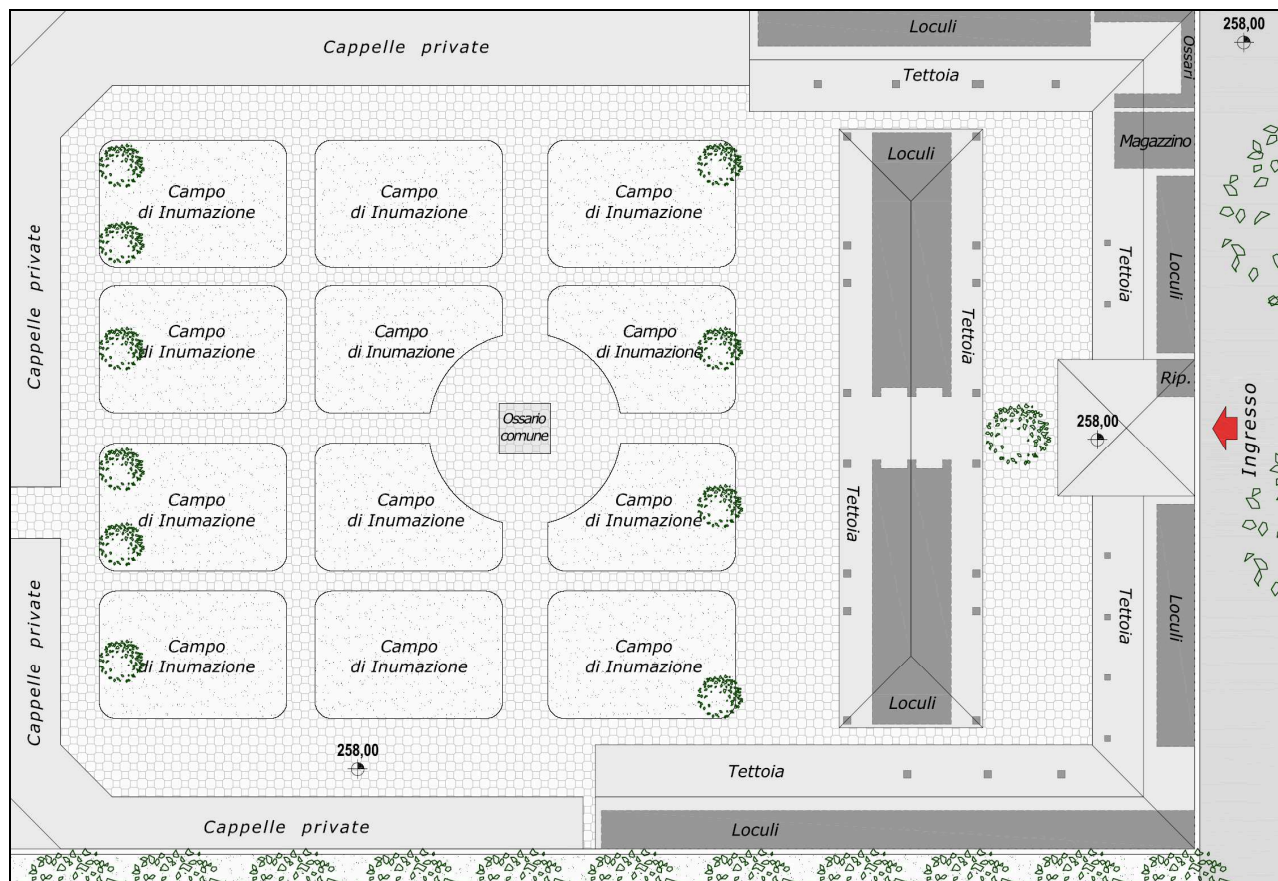 Cappelle private
Loculi
258,00
Ossari
Tettoia
Magazzino
Loculi
Campo
di Inumazione
Campo
di Inumazione
Campo
di Inumazione
Cappelle private
Tettoia
Loculi
Tettoia
Campo
di Inumazione
Campo
di Inumazione
Campo
di Inumazione
Rip.
Ingresso
258,00
Ossario
comune
Campo
di Inumazione
Campo
di Inumazione
Campo
di Inumazione
Tettoia
Tettoia
Loculi
Cappelle private
Campo
di Inumazione
Campo
di Inumazione
Campo
di Inumazione
Loculi
258,00
Tettoia
Cappelle private
Loculi